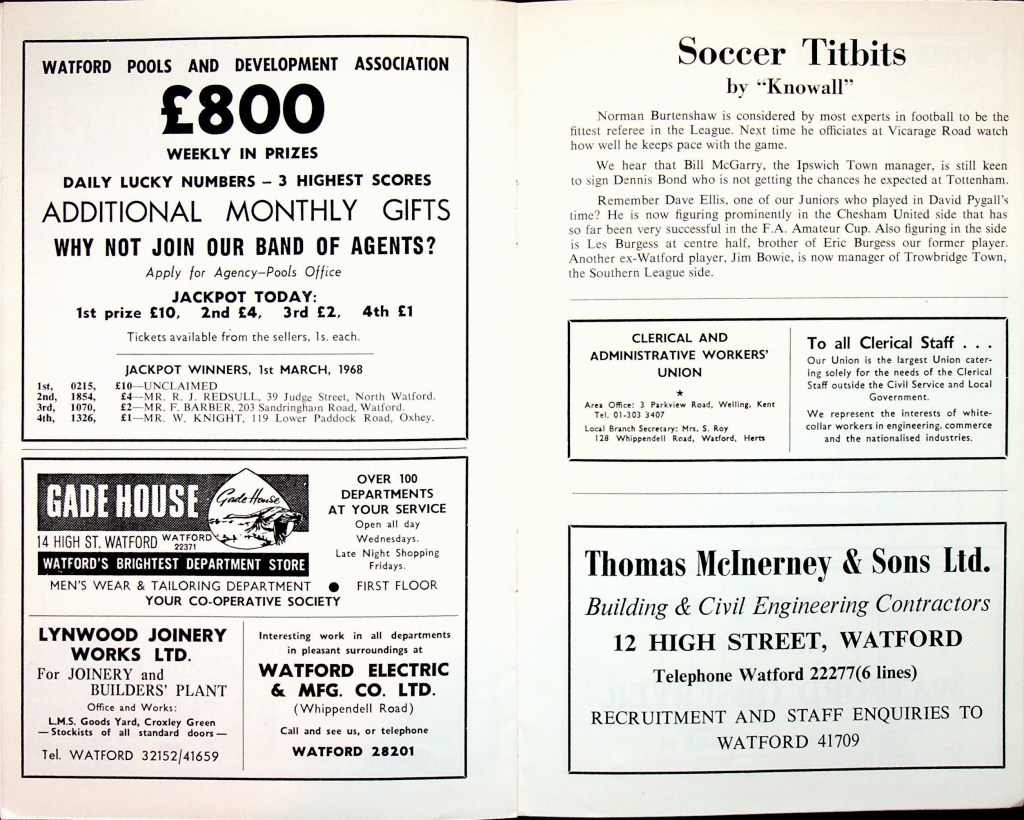 WATFORD POOLS AND DEVELOPMENT ASSOCIATION
£800
WEEKLY IN PRIZES
DAILY LUCKY NUMBERS – 3 HIGHEST SCORES
ADDITIONAL MONTHLY GIFTS
WHY NOT JOIN OUR BAND OF AGENTS?
Apply for Agency—Pools Office
JACKPOT TODAY:
1st prize £10, 2nd £4, 3rd £2, 4th £1
Tickets available from the sellers, 1s. each.
JACKPOT WINNERS, 1st MARCH, 1968
1st, 0215, £10—UNCLAIMED
2nd, 1854, £4—MR. R. J. REDSULL, 39 Judge Street, North Watford.
3rd, 1070, £2—MR. F. BARBER, 203 Sandringham Road, Watford.
4th, 1326, £1—MR. W. KNIGHT, 119 Lower Paddock Road, Oxhey.
GADE HOUSE
Gade House
14 HIGH ST. WATFORD WATFORD 22371
WATFORD'S BRIGHTEST DEPARTMENT STORE
OVER 100
DEPARTMENTS
AT YOUR SERVICE
Open all day
Wednesdays.
Late Night Shopping
Fridays.
MEN'S WEAR & TAILORING DEPARTMENT ● FIRST FLOOR
YOUR CO-OPERATIVE SOCIETY
LYNWOOD JOINERY
WORKS LTD.
For JOINERY and
BUILDERS' PLANT
Office and Works:
L.M.S. Goods Yard, Croxley Green
— Stockists of all standard doors —
Tel. WATFORD 32152/41659
Interesting work in all departments
in pleasant surroundings at
WATFORD ELECTRIC
& MFG. CO. LTD.
(Whippendell Road)
Call and see us, or telephone
WATFORD 28201
Soccer Titbits
by "Knowall"
Norman Burtenshaw is considered by most experts in football to be the
fittest referee in the League. Next time he officiates at Vicarage Road watch
how well he keeps pace with the game.
We hear that Bill McGarry, the Ipswich Town manager, is still keen
to sign Dennis Bond who is not getting the chances he expected at Tottenham.
Remember Dave Ellis, one of our Juniors who played in David Pygall's
time? He is now figuring prominently in the Chesham United side that has
so far been very successful in the F.A. Amateur Cup. Also figuring in the side
is Les Burgess at centre half, brother of Eric Burgess our former player.
Another ex-Watford player, Jim Bowie, is now manager of Trowbridge Town,
the Southern League side.
CLERICAL AND
ADMINISTRATIVE WORKERS'
UNION
★
Area Office: 3 Parkview Road, Welling, Kent
Tel. 01-303 3407
Local Branch Secretary: Mrs. S. Roy
128 Whippendell Road, Watford, Herts
To all Clerical Staff . . .
Our Union is the largest Union cater-
ing solely for the needs of the Clerical
Staff outside the Civil Service and Local
Government.
We represent the interests of white-
collar workers in engineering, commerce
and the nationalised industries.
Thomas McInerney & Sons Ltd.
Building & Civil Engineering Contractors
12 HIGH STREET, WATFORD
Telephone Watford 22277(6 lines)
RECRUITMENT AND STAFF ENQUIRIES TO
WATFORD 41709